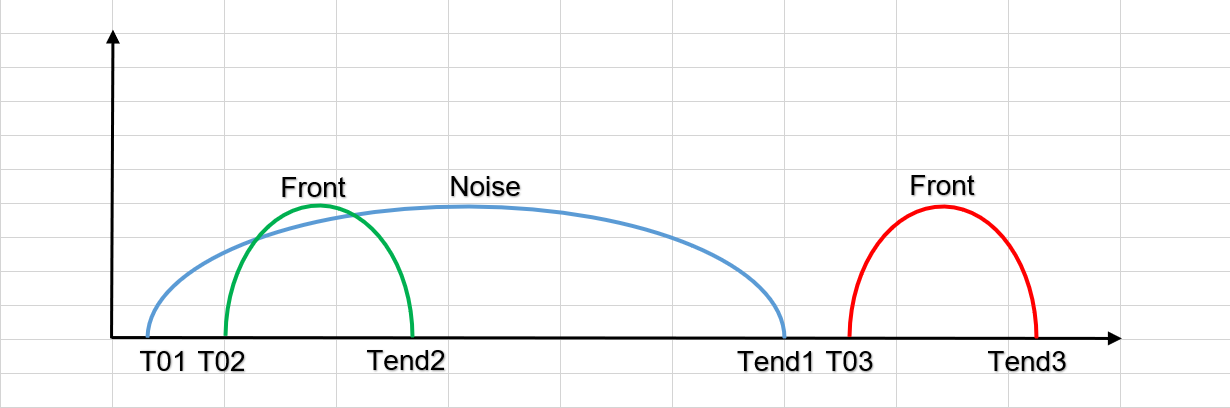 Front
Noise
Front
T01 T02
Tend2
Tend1 T03
Tend3